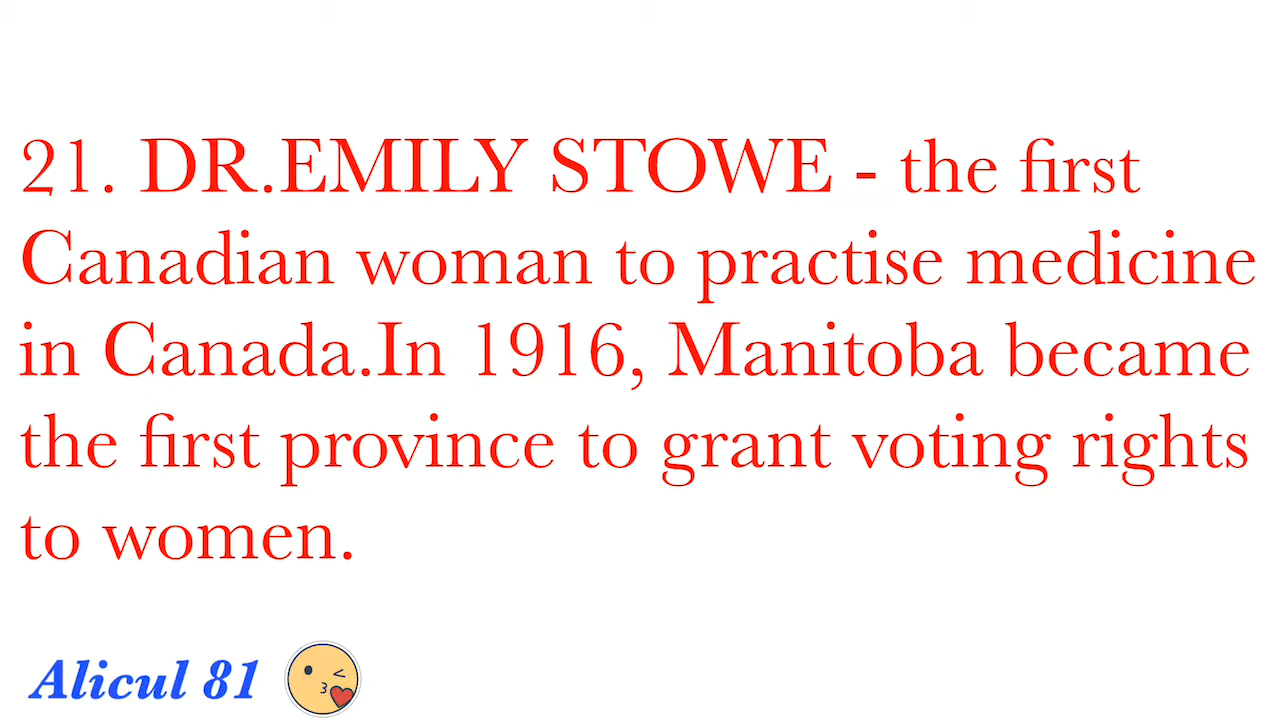 21. DR.EMILY STOWE - the first
Canadian woman to practise medicine
in Canada.In 1916, Manitoba became
the first province to grant voting rights
to women.
Alicul 81